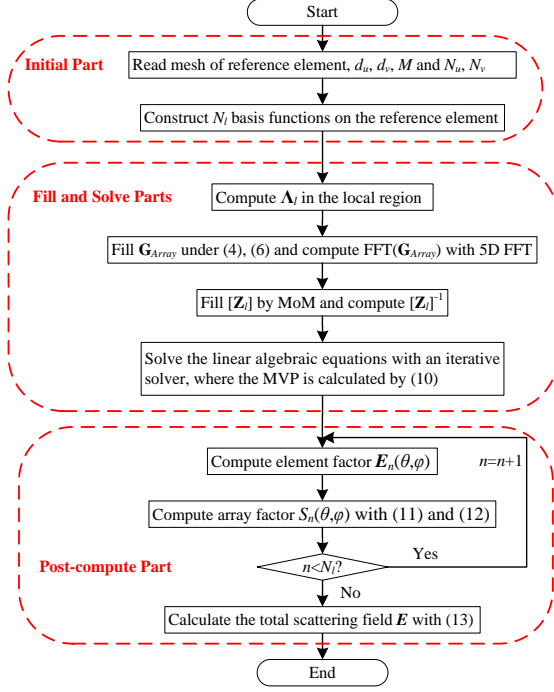 Start
Initial Part
Read mesh of reference element, dᵤ, dᵥ, M and Nᵤ, Nᵥ
Construct Nₗ basis functions on the reference element
Fill and Solve Parts
Compute Λₗ in the local region
Fill G_Array under (4), (6) and compute FFT(G_Array) with 5D FFT
Fill [Zₗ] by MoM and compute [Zₗ]⁻¹
Solve the linear algebraic equations with an iterative
solver, where the MVP is calculated by (10)
Compute element factor Eₙ(θ,φ)
n=n+1
Compute array factor Sₙ(θ,φ) with (11) and (12)
Post-compute Part
n<Nₗ?
Yes
No
Calculate the total scattering field E with (13)
End